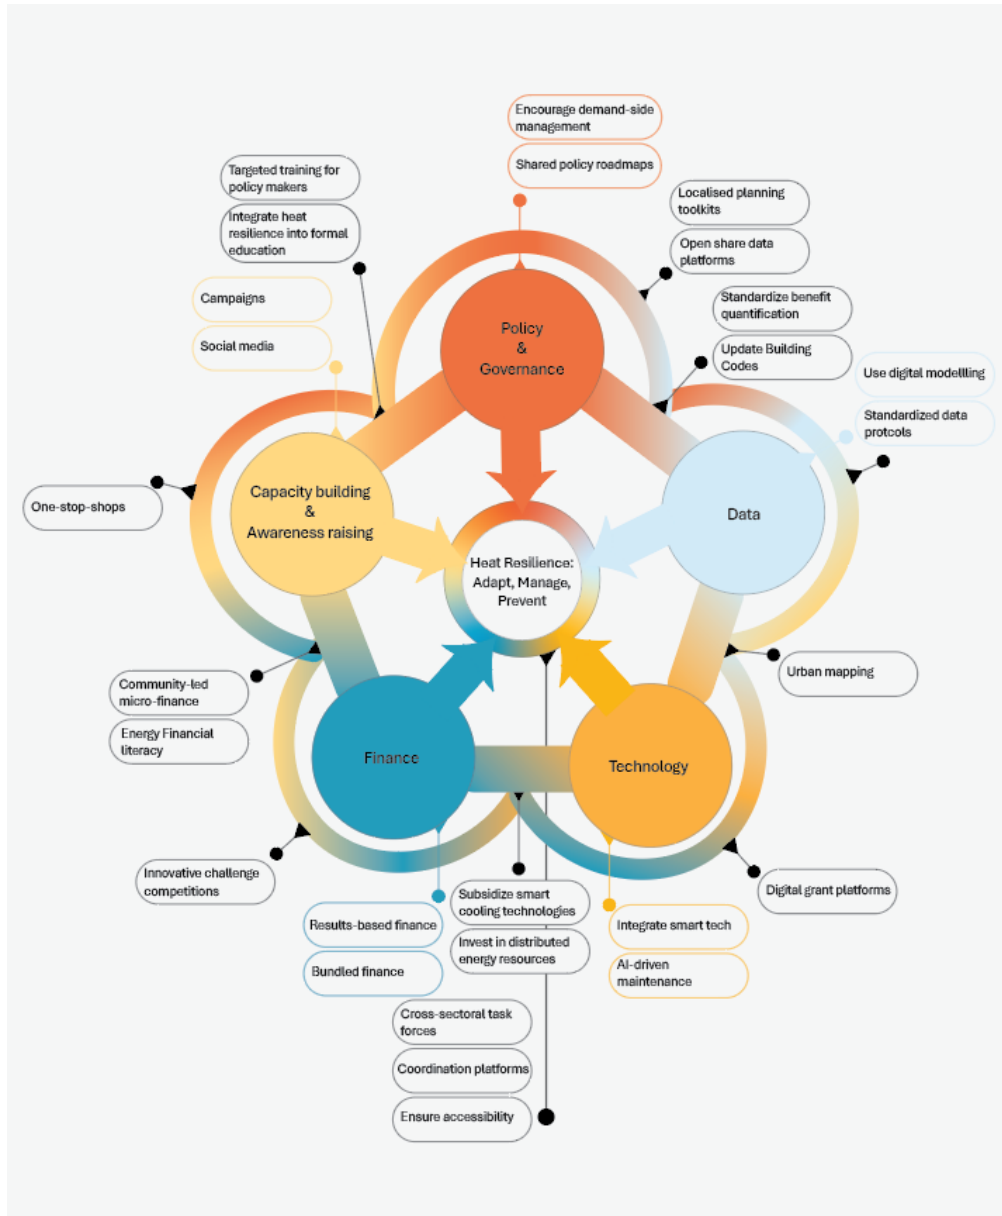 Encourage demand-side
management
Shared policy roadmaps
Targeted training for
policy makers
Integrate heat
resilience into formal
education
Localised planning
toolkits
Open share data
platforms
Campaigns
Social media
Standardize benefit
quantification
Update Building
Codes
Use digital modellling
Standardized data
protcols
Policy
&
Governance
Capacity building
&
Awareness raising
Data
One-stop-shops
Heat Resilience:
Adapt, Manage,
Prevent
Urban mapping
Community-led
micro-finance
Energy Financial
literacy
Finance
Technology
Innovative challenge
competitions
Digital grant platforms
Results-based finance
Bundled finance
Subsidize smart
cooling technologies
Invest in distributed
energy resources
Integrate smart tech
AI-driven
maintenance
Cross-sectoral task
forces
Coordination platforms
Ensure accessibility